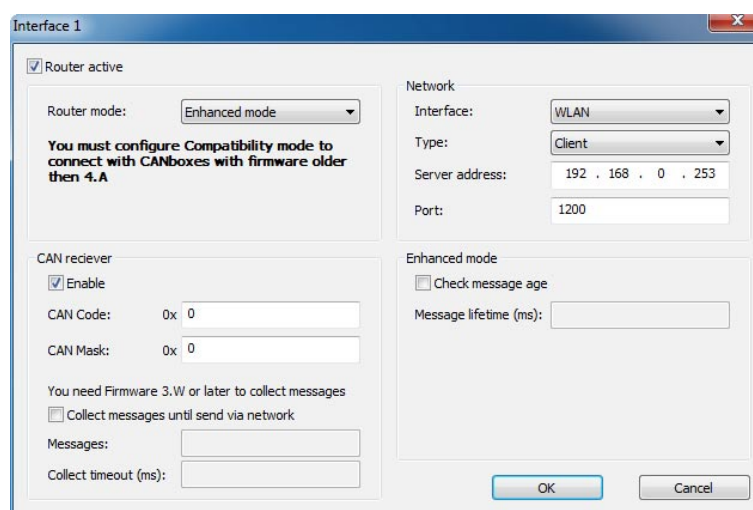 Interface 1
Router active
Router mode:
Enhanced mode
You must configure Compatibility mode to
connect with CANboxes with firmware older
then 4.A
Network
Interface:
WLAN
Type:
Client
Server address:
192 . 168 . 0 . 253
Port:
1200
CAN reciever
Enable
CAN Code:
0x
0
CAN Mask:
0x
0
You need Firmware 3.W or later to collect messages
Collect messages until send via network
Messages:
Collect timeout (ms):
Enhanced mode
Check message age
Message lifetime (ms):
OK
Cancel